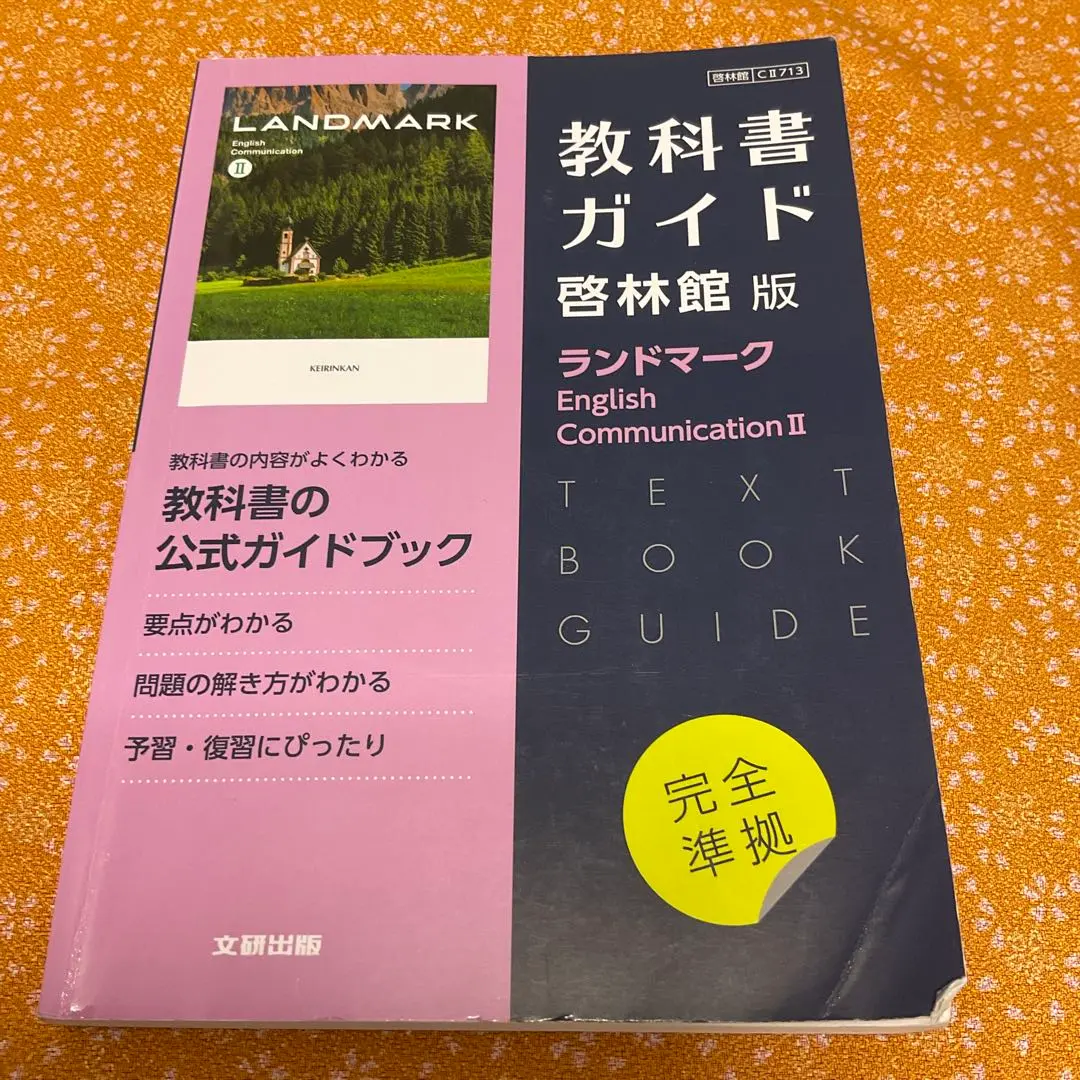 LANDMARK
English
Communication
II
KEIRINKAN
教科書の内容がよくわかる
教科書の
公式ガイドブック
要点がわかる
問題の解き方がわかる
予習・復習にぴったり
文研出版
啓林館 CⅡ713
教科書
ガイド
啓林館 版
ランドマーク
English
Communication Ⅱ
TEXT
BOOK
GUIDE
完全
準拠